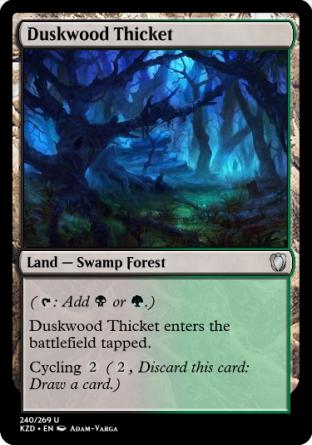 Duskwood Thicket
Land — Swamp Forest
( : Add or .)
Duskwood Thicket enters the
battlefield tapped.
Cycling 2 ( 2 , Discard this card:
Draw a card.)
240/269 U
KZD • EN Adam-Varga